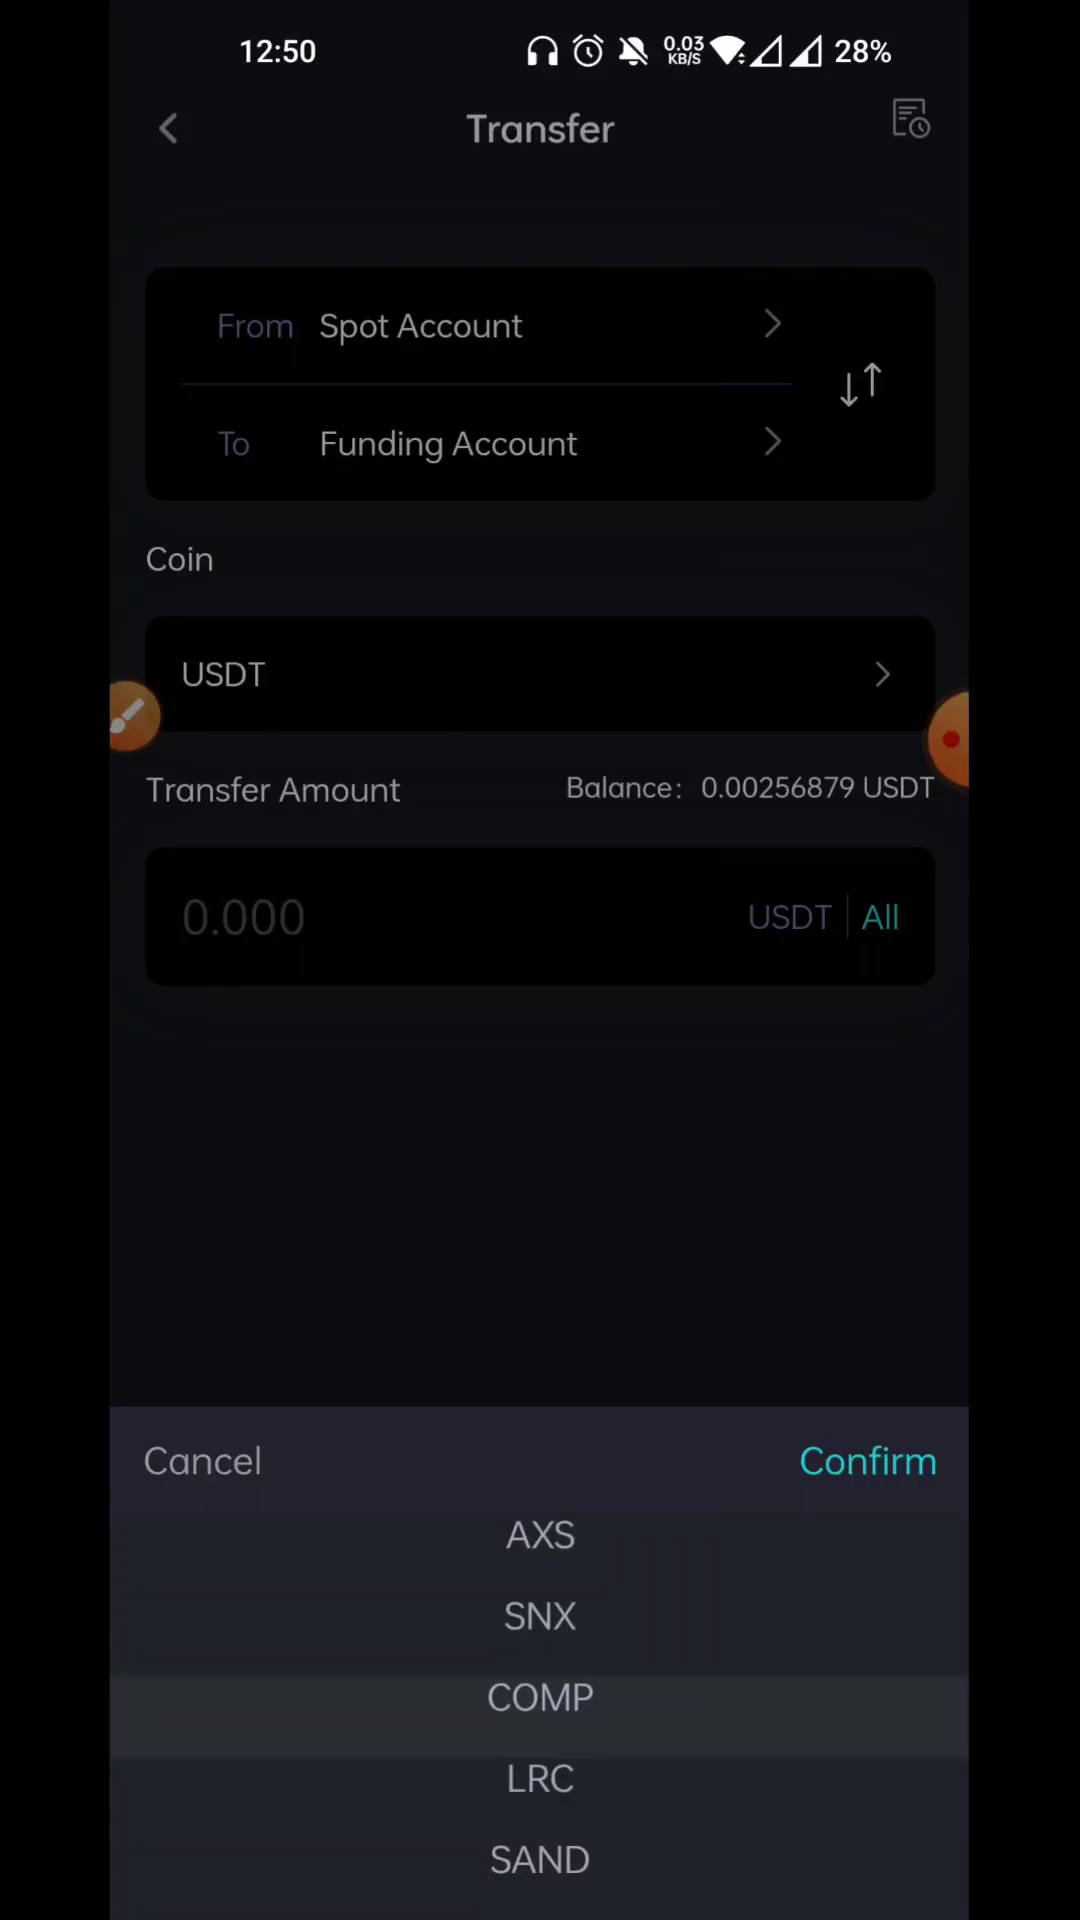 12:50 0.03 KB/S 28%
Transfer
From Spot Account
To Funding Account
Coin
USDT
Transfer Amount Balance: 0.00256879 USDT
0.000 USDT All
Cancel Confirm
AXS
SNX
COMP
LRC
SAND